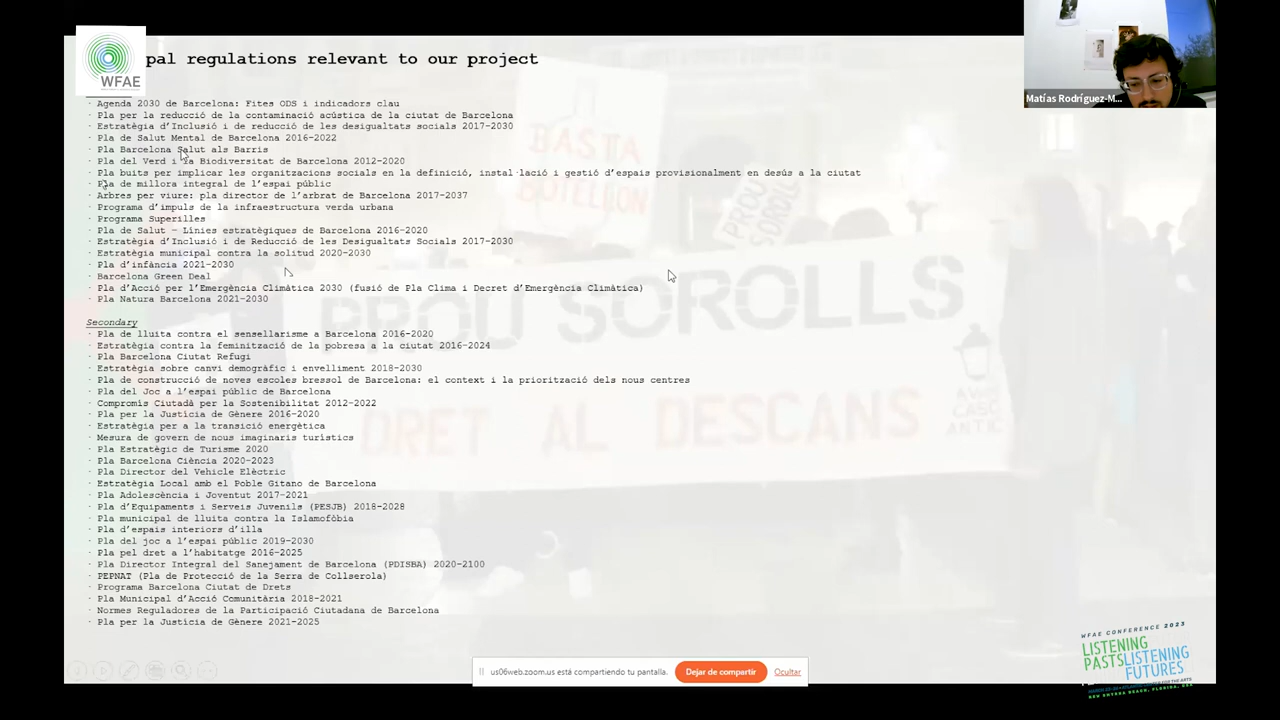 WFAE
pal regulations relevant to our project
Matías Rodríguez-M...
· Agenda 2030 de Barcelona: Fites ODS i indicadors clau
· Pla per la reducció de la contaminació acústica de la ciutat de Barcelona
· Estratègia d'Inclusió i de reducció de les desigualtats socials 2017-2030
· Pla de Salut Mental de Barcelona 2016-2022
· Pla Barcelona Salut als Barris
· Pla del Verd i la Biodiversitat de Barcelona 2012-2020
· Pla buits per implicar les organitzacions socials en la definició, instal·lació i gestió d'espais provisionalment en desús a la ciutat
· Pla de millora integral de l'espai públic
· Arbres per viure: pla director de l'arbrat de Barcelona 2017-2037
· Programa d'impuls de la infraestructura verda urbana
· Programa Superilles
· Pla de Salut - Línies estratègiques de Barcelona 2016-2020
· Estratègia d'Inclusió i de Reducció de les Desigualtats Socials 2017-2030
· Estratègia municipal contra la solitud 2020-2030
· Pla d'infància 2021-2030
· Barcelona Green Deal
· Pla d'Acció per l'Emergència Climàtica 2030 (fusió de Pla Clima i Decret d'Emergència Climàtica)
· Pla Natura Barcelona 2021-2030
Secondary
· Pla de lluita contra el sensellarisme a Barcelona 2016-2020
· Estratègia contra la feminització de la pobresa a la ciutat 2016-2024
· Pla Barcelona Ciutat Refugi
· Estratègia sobre canvi demogràfic i envelliment 2018-2030
· Pla de construcció de noves escoles bressol de Barcelona: el context i la priorització dels nous centres
· Pla del Joc a l'espai públic de Barcelona
· Compromís Ciutadà per la Sostenibilitat 2012-2022
· Pla per la Justícia de Gènere 2016-2020
· Estratègia per a la transició energètica
· Mesura de govern de nous imaginaris turístics
· Pla Estratègic de Turisme 2020
· Pla Barcelona Ciència 2020-2023
· Pla Director del Vehicle Elèctric
· Estratègia Local amb el Poble Gitano de Barcelona
· Pla Adolescència i Joventut 2017-2021
· Pla d'Equipaments i Serveis Juvenils (PESJB) 2018-2028
· Pla municipal de lluita contra la Islamofòbia
· Pla d'espais interiors d'illa
· Pla del joc a l'espai públic 2019-2030
· Pla pel dret a l'habitatge 2016-2025
· Pla Director Integral del Sanejament de Barcelona (PDISBA) 2020-2100
· PEPNAT (Pla de Protecció de la Serra de Collserola)
· Programa Barcelona Ciutat de Drets
· Pla Municipal d'Acció Comunitària 2018-2021
· Normes Reguladores de la Participació Ciutadana de Barcelona
· Pla per la Justícia de Gènere 2021-2025
BASTA
BOTELLON
PROU
SOROLL
PROU SOROLLS
DRET AL DESCANS
AVVG
CASC
ANTIC
us06web.zoom.us está compartiendo tu pantalla.
Dejar de compartir
Ocultar
WFAE CONFERENCE 2023
LISTENING
PASTS LISTENING
FUTURES
NEW SMYRNA BEACH, FLORIDA, USA